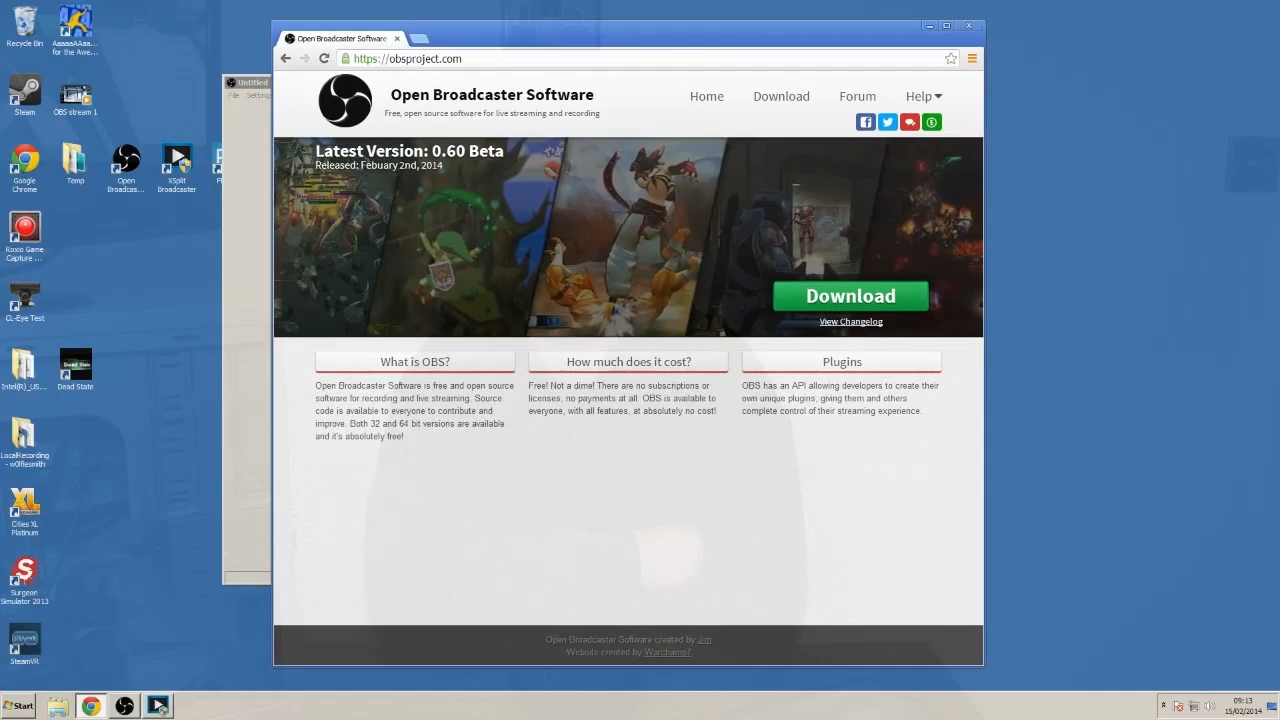 Recycle Bin
AaaaaAAaa...
for the Awe...
Steam
OBS stream 1
Google
Chrome
Temp
Open
Broadcas...
XSplit
Broadcaster
Roxio Game
Capture ...
CL-Eye Test
Intel(R)_US...
Dead State
LocalRecording
- w0lfiesmith
Cities XL
Platinum
Surgeon
Simulator 2013
SteamVR
Untitled
File Settings
Open Broadcaster Software
https://obsproject.com
Open Broadcaster Software
Free, open source software for live streaming and recording
Home Download Forum Help
Latest Version: 0.60 Beta
Released: Febuary 2nd, 2014
Download
View Changelog
What is OBS?
Open Broadcaster Software is free and open source
software for recording and live streaming. Source
code is available to everyone to contribute and
improve. Both 32 and 64 bit versions are available
and it's absolutely free!
How much does it cost?
Free! Not a dime! There are no subscriptions or
licenses, no payments at all. OBS is available to
everyone, with all features, at absolutely no cost!
Plugins
OBS has an API allowing developers to create their
own unique plugins, giving them and others
complete control of their streaming experience.
Open Broadcaster Software created by Jim
Website created by Warchamp7
Start
09:13
15/02/2014